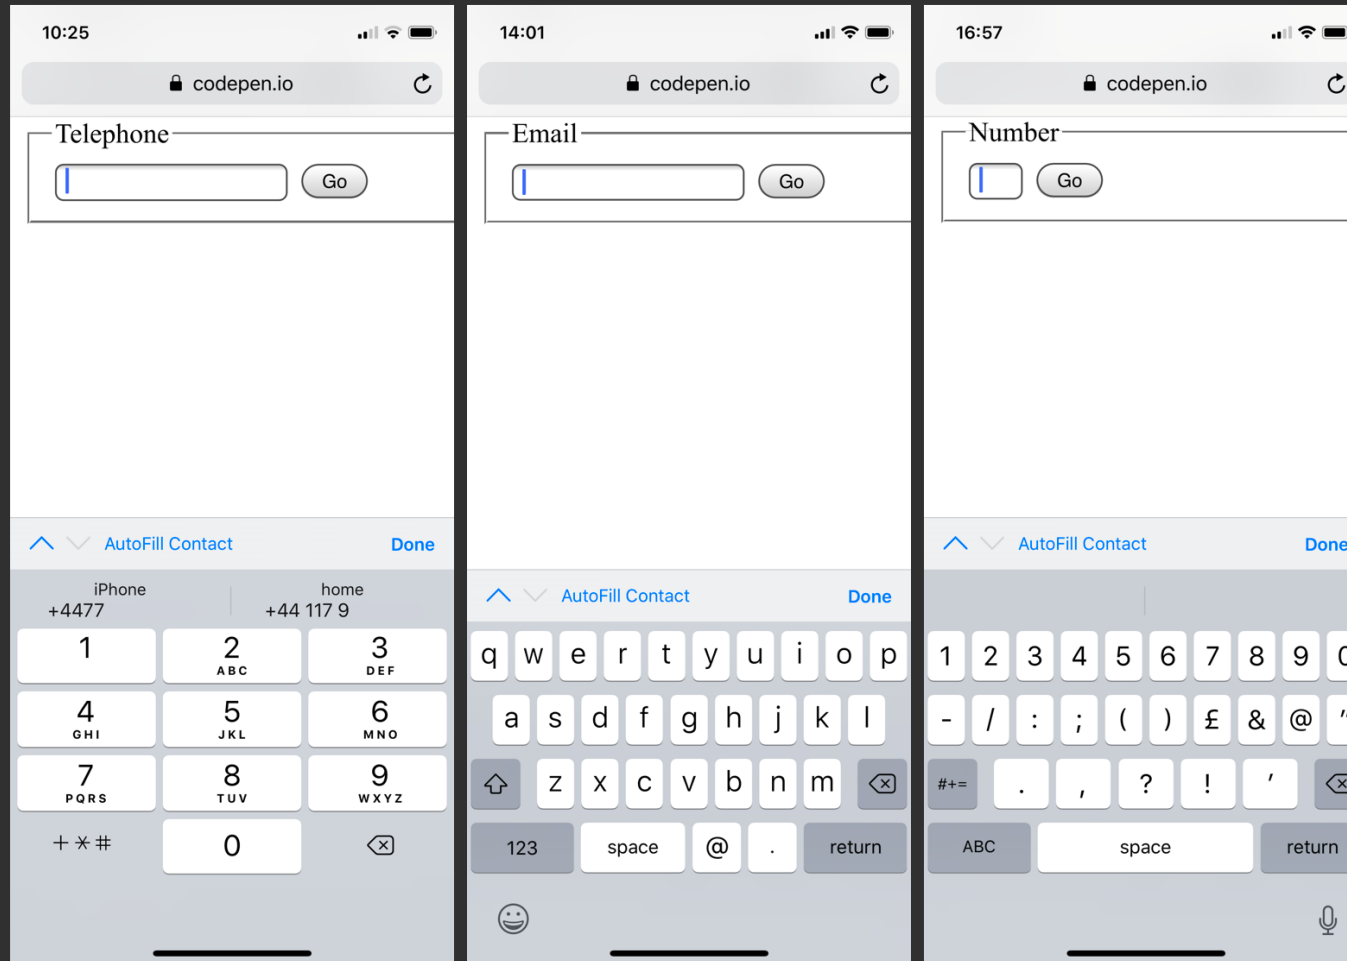 10:25
codepen.io
Telephone
Go
AutoFill Contact Done
iPhone home
+4477 +44 117 9
1 2 3
ABC DEF
4 5 6
GHI JKL MNO
7 8 9
PQRS TUV WXYZ
+*# 0
14:01
codepen.io
Email
Go
AutoFill Contact Done
q w e r t y u i o p
a s d f g h j k l
z x c v b n m
123 space @ . return
16:57
codepen.io
Number
Go
AutoFill Contact Done
1 2 3 4 5 6 7 8 9 0
- / : ; ( ) £ & @ "
#+= . , ? ! '
ABC space return